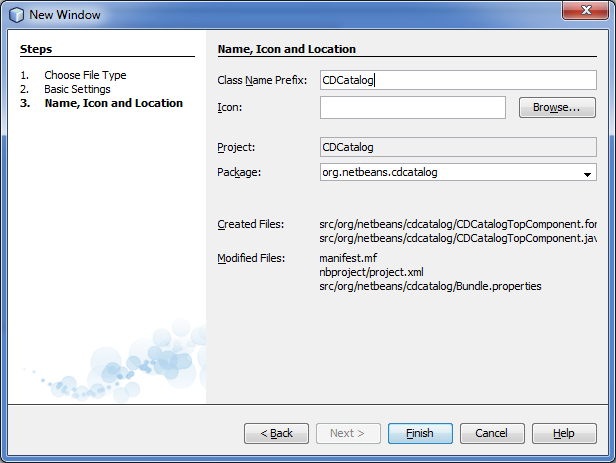 New Window
Steps
1. Choose File Type
2. Basic Settings
3. Name, Icon and Location
Name, Icon and Location
Class Name Prefix: CDCatalog
Icon: Browse...
Project: CDCatalog
Package: org.netbeans.cdcatalog
Created Files: src/org/netbeans/cdcatalog/CDCatalogTopComponent.for
src/org/netbeans/cdcatalog/CDCatalogTopComponent.jav
Modified Files: manifest.mf
nbproject/project.xml
src/org/netbeans/cdcatalog/Bundle.properties
< Back Next > Finish Cancel Help